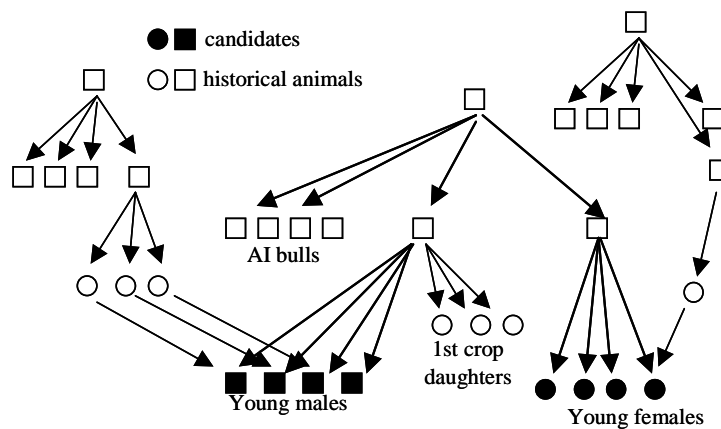 candidates
historical animals
AI bulls
1st crop
daughters
Young males
Young females